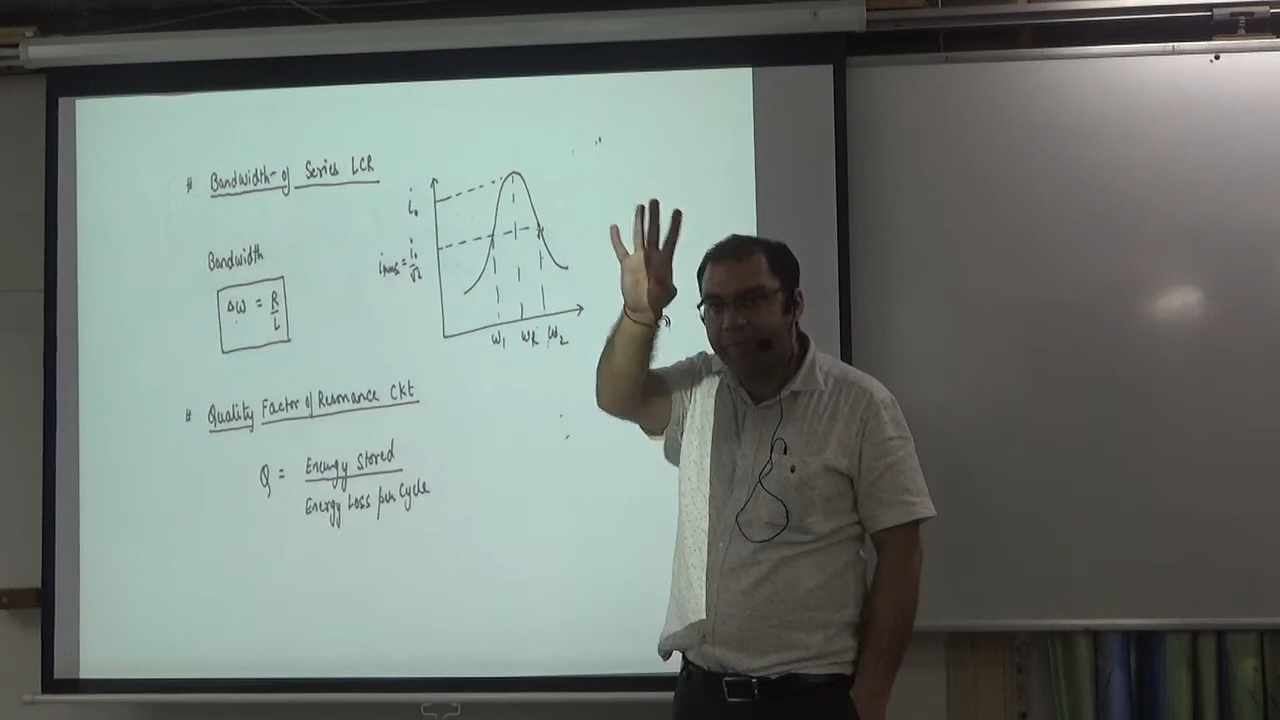 # Bandwidth of Series LCR
i₀
Bandwidth
iᵣₘₛ = i₀/√2
Δω = R/L
ω₁ ωR ω₂
# Quality Factor of Resonance Ckt
Q = Energy Stored
Energy Loss per Cycle